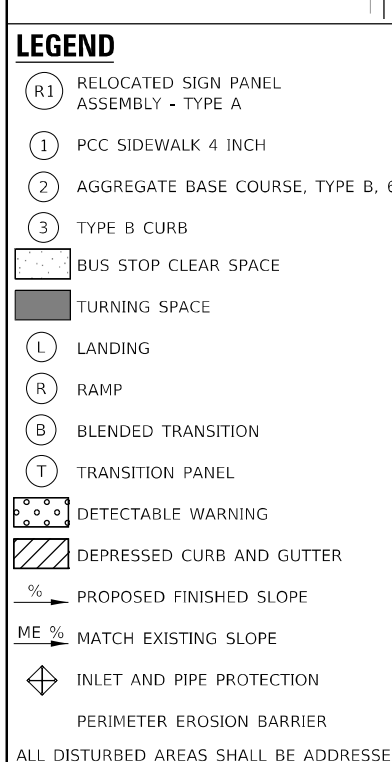 LEGEND
R1 RELOCATED SIGN PANEL
ASSEMBLY - TYPE A
1 PCC SIDEWALK 4 INCH
2 AGGREGATE BASE COURSE, TYPE B,
3 TYPE B CURB
BUS STOP CLEAR SPACE
TURNING SPACE
L LANDING
R RAMP
B BLENDED TRANSITION
T TRANSITION PANEL
DETECTABLE WARNING
DEPRESSED CURB AND GUTTER
% PROPOSED FINISHED SLOPE
ME % MATCH EXISTING SLOPE
INLET AND PIPE PROTECTION
PERIMETER EROSION BARRIER
ALL DISTURBED AREAS SHALL BE ADDRESSE